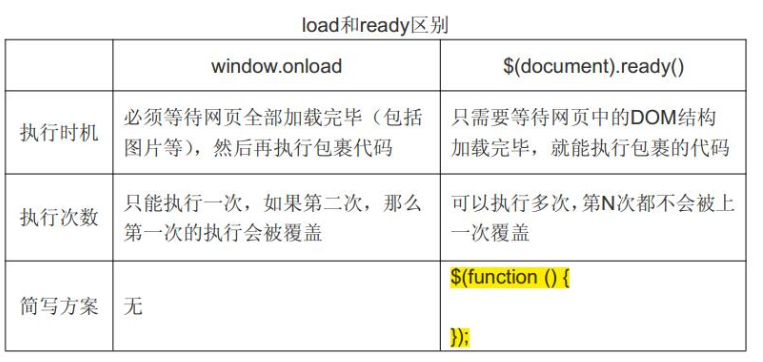 load和ready区别
window.onload
$(document).ready()
执行时机
必须等待网页全部加载完毕（包括
图片等），然后再执行包裹代码
只需要等待网页中的DOM结构
加载完毕，就能执行包裹的代码
执行次数
只能执行一次，如果第二次，那么
第一次的执行会被覆盖
可以执行多次，第N次都不会被上
一次覆盖
简写方案
无
$(function () {
});